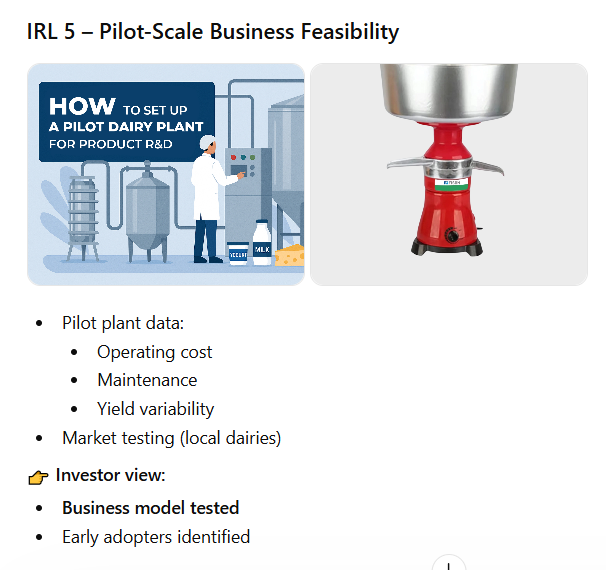 IRL 5 – Pilot-Scale Business Feasibility
HOW TO SET UP
A PILOT DAIRY PLANT
FOR PRODUCT R&D
YOGURT
MILK
• Pilot plant data:
• Operating cost
• Maintenance
• Yield variability
• Market testing (local dairies)
👉 Investor view:
• Business model tested
• Early adopters identified